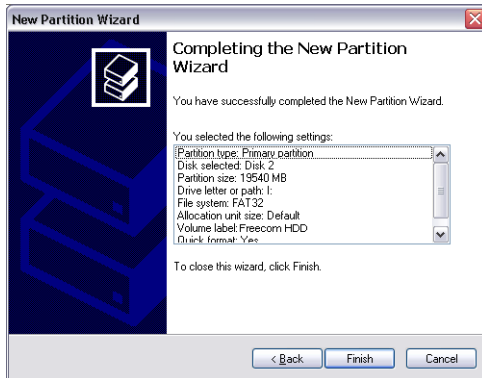 New Partition Wizard
Completing the New Partition
Wizard
You have successfully completed the New Partition Wizard.
You selected the following settings:
Partition type: Primary partition
Disk selected: Disk 2
Partition size: 19540 MB
Drive letter or path: I:
File system: FAT32
Allocation unit size: Default
Volume label: Freecom HDD
Quick format: Yes
To close this wizard, click Finish.
< Back Finish Cancel